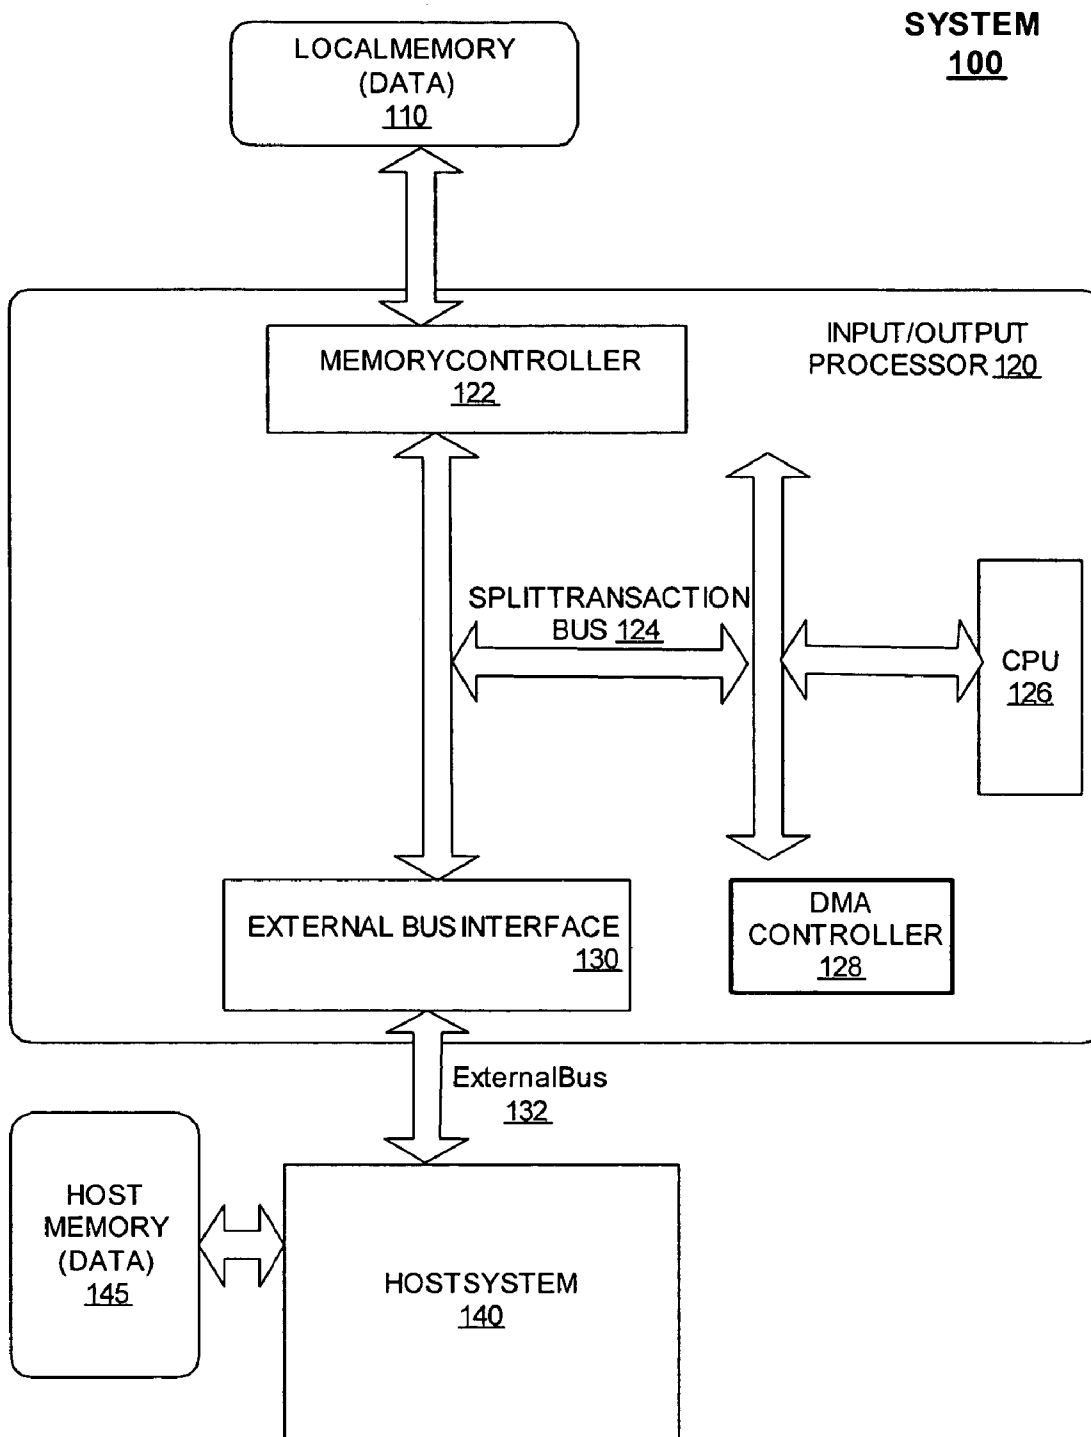 SYSTEM
100
LOCALMEMORY
(DATA)
110
INPUT/OUTPUT
PROCESSOR 120
MEMORYCONTROLLER
122
SPLITTRANSACTION
BUS 124
CPU
126
EXTERNAL BUS INTERFACE
130
DMA
CONTROLLER
128
ExternalBus
132
HOST
MEMORY
(DATA)
145
HOSTSYSTEM
140